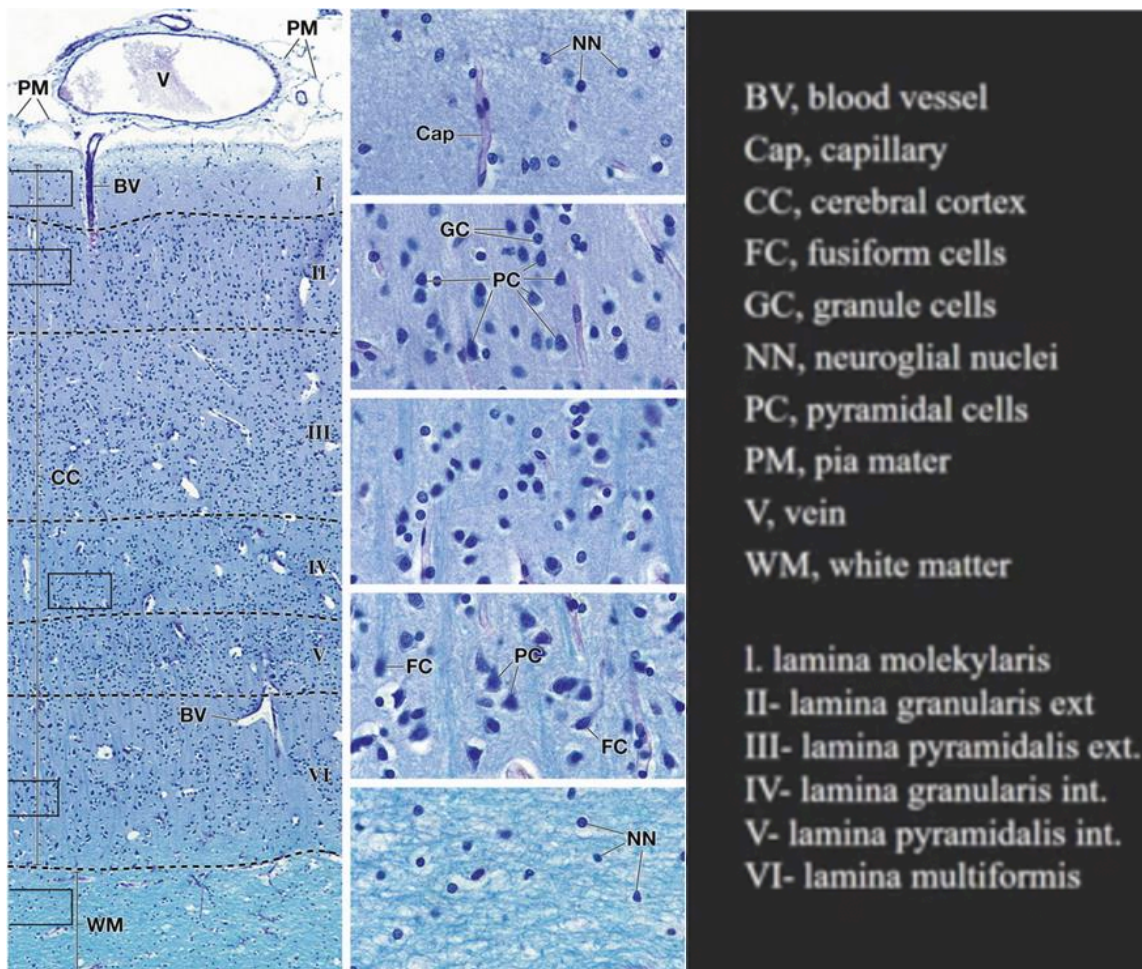 PM
PM
V
PM
BV
I
II
III
CC
IV
V
BV
VI
WM
NN
Cap
GC
PC
FC
PC
FC
NN
BV, blood vessel
Cap, capillary
CC, cerebral cortex
FC, fusiform cells
GC, granule cells
NN, neuroglial nuclei
PC, pyramidal cells
PM, pia mater
V, vein
WM, white matter
l. lamina molekylaris
II- lamina granularis ext
III- lamina pyramidalis ext.
IV- lamina granularis int.
V- lamina pyramidalis int.
VI- lamina multiformis